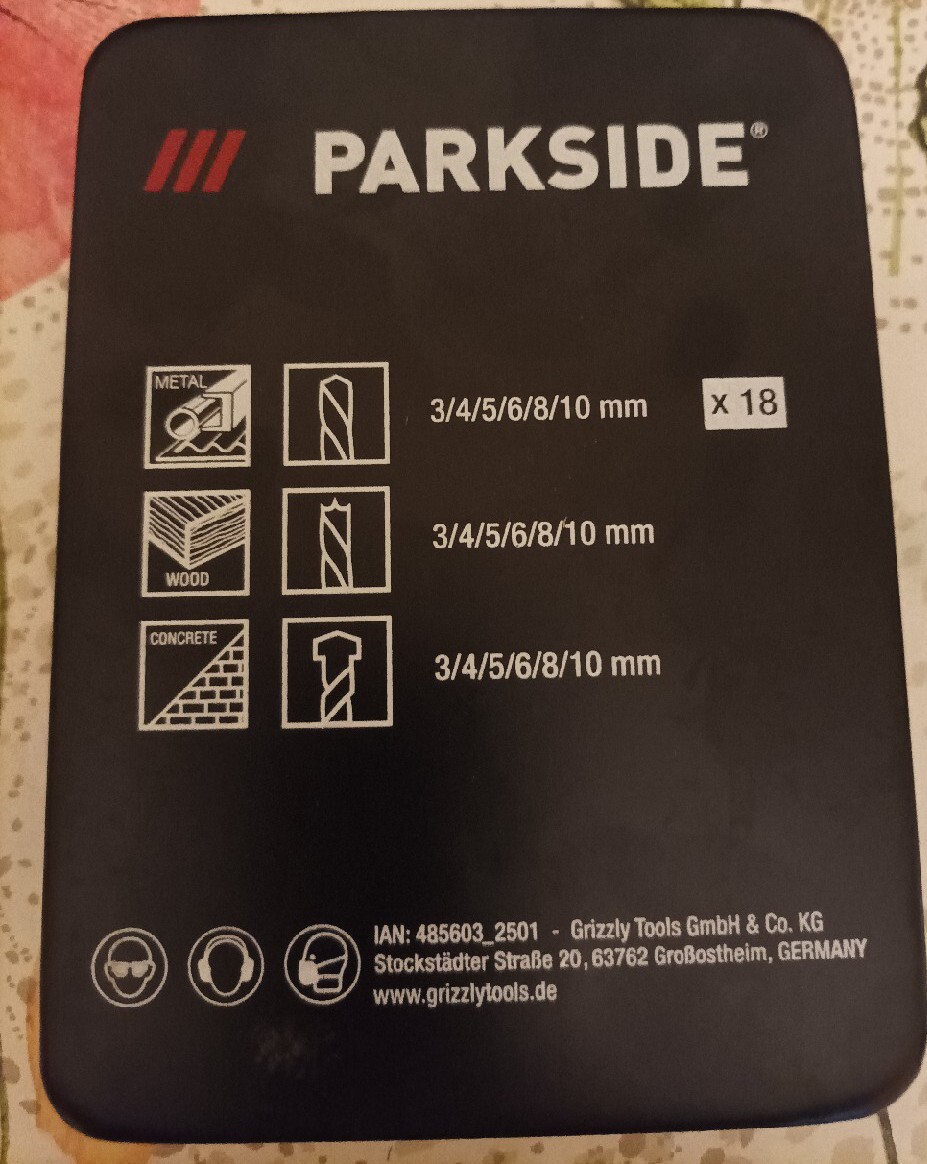 PARKSIDE®
METAL
3/4/5/6/8/10 mm
x 18
WOOD
3/4/5/6/8/10 mm
CONCRETE
3/4/5/6/8/10 mm
IAN: 485603_2501 - Grizzly Tools GmbH & Co. KG
Stockstädter Straße 20, 63762 Großostheim, GERMANY
www.grizzlytools.de